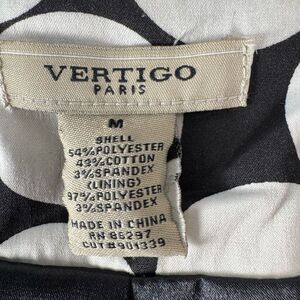 VERTIGO
PARIS
M
SHELL
54%POLYESTER
43%COTTON
3%SPANDEX
(LINING)
97%POLYESTER
3%SPANDEX
MADE IN CHINA
RN 85297
CUT#901339